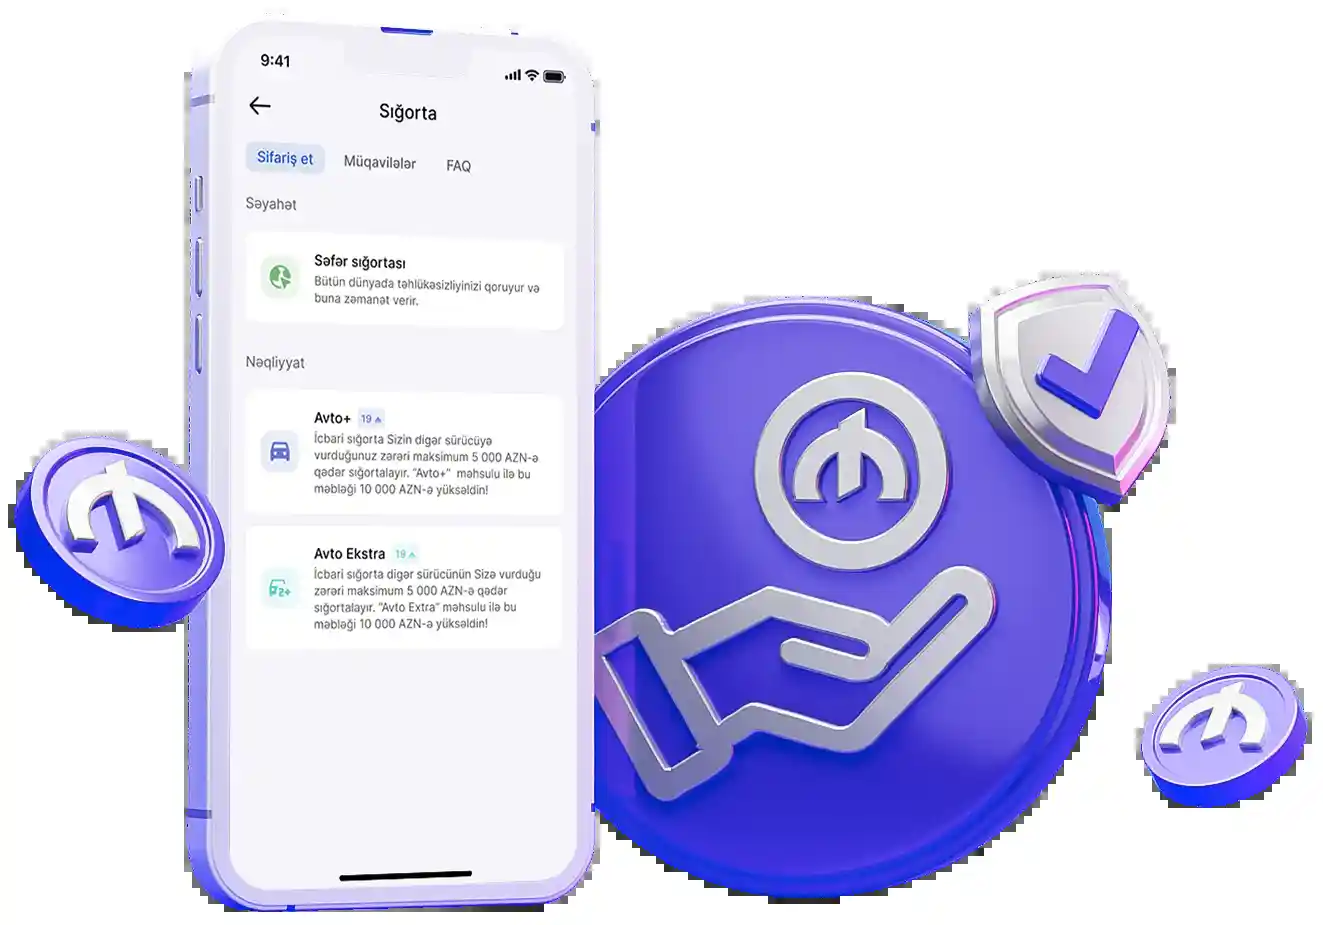 9:41
Sığorta
Sifariş et Müqavilələr FAQ
Səyahət
Səfər sığortası
Bütün dünyada təhlükəsizliyinizi qoruyur və
buna zəmanət verir.
Nəqliyyat
Avto+ 19 ₼
İcbari sığorta Sizin digər sürücüyə
vurduğunuz zərəri maksimum 5 000 AZN-ə
qədər sığortalayır. "Avto+" məhsulu ilə bu
məbləği 10 000 AZN-ə yüksəldin!
Avto Ekstra 19 ₼
İcbari sığorta digər sürücünün Sizə vurduğu
zərəri maksimum 5 000 AZN-ə qədər
sığortalayır. "Avto Extra" məhsulu ilə bu
məbləği 10 000 AZN-ə yüksəldin!
2+
₼
₼
₼